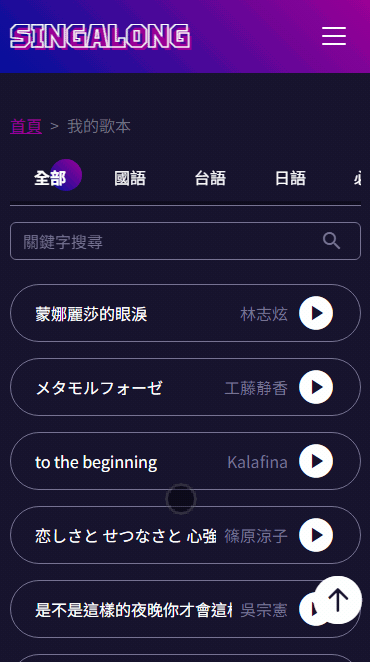 SINGALONG
首頁 > 我的歌本
全部 國語 台語 日語
關鍵字搜尋
蒙娜麗莎的眼淚 林志炫
メタモルフォーゼ 工藤静香
to the beginning Kalafina
恋しさと せつなさと 心強 篠原涼子
是不是這樣的夜晚你才會這 吳宗憲